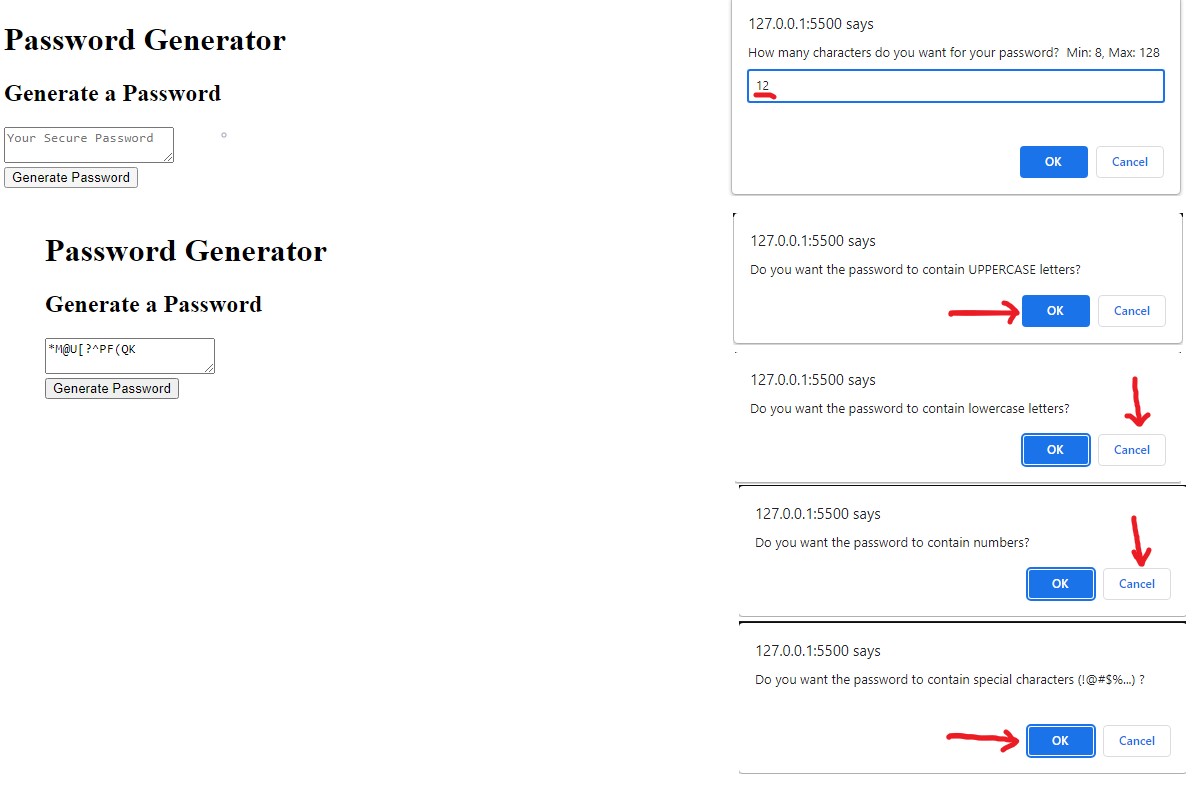 Password Generator
Generate a Password
Your Secure Password
Generate Password
Password Generator
Generate a Password
*M@U[?^PF(QK
Generate Password
127.0.0.1:5500 says
How many characters do you want for your password?  Min: 8, Max: 128
12
OK Cancel
127.0.0.1:5500 says
Do you want the password to contain UPPERCASE letters?
OK Cancel
127.0.0.1:5500 says
Do you want the password to contain lowercase letters?
OK Cancel
127.0.0.1:5500 says
Do you want the password to contain numbers?
OK Cancel
127.0.0.1:5500 says
Do you want the password to contain special characters (!@#$%...) ?
OK Cancel